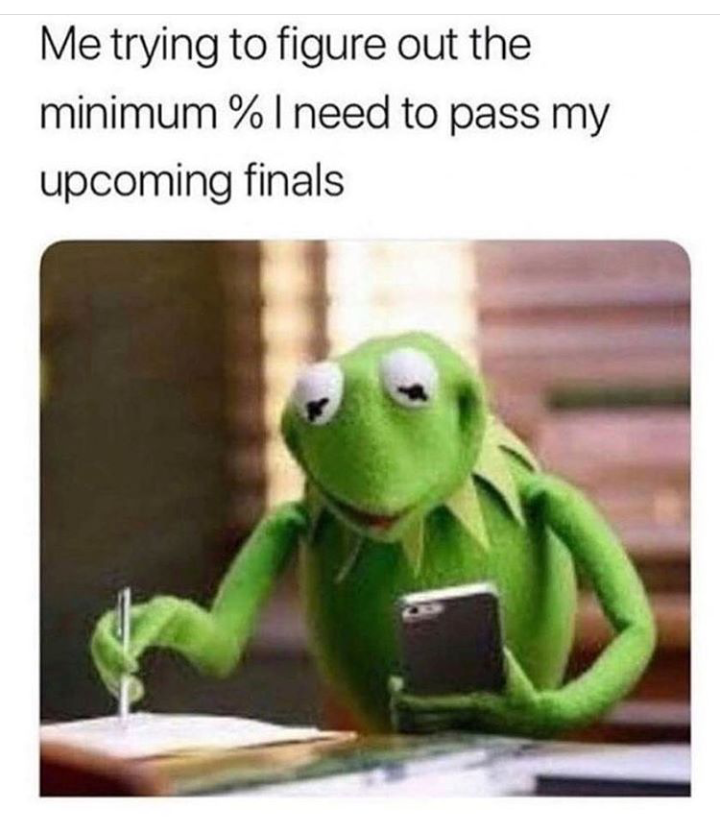 Me trying to figure out the
minimum % I need to pass my
upcoming finals